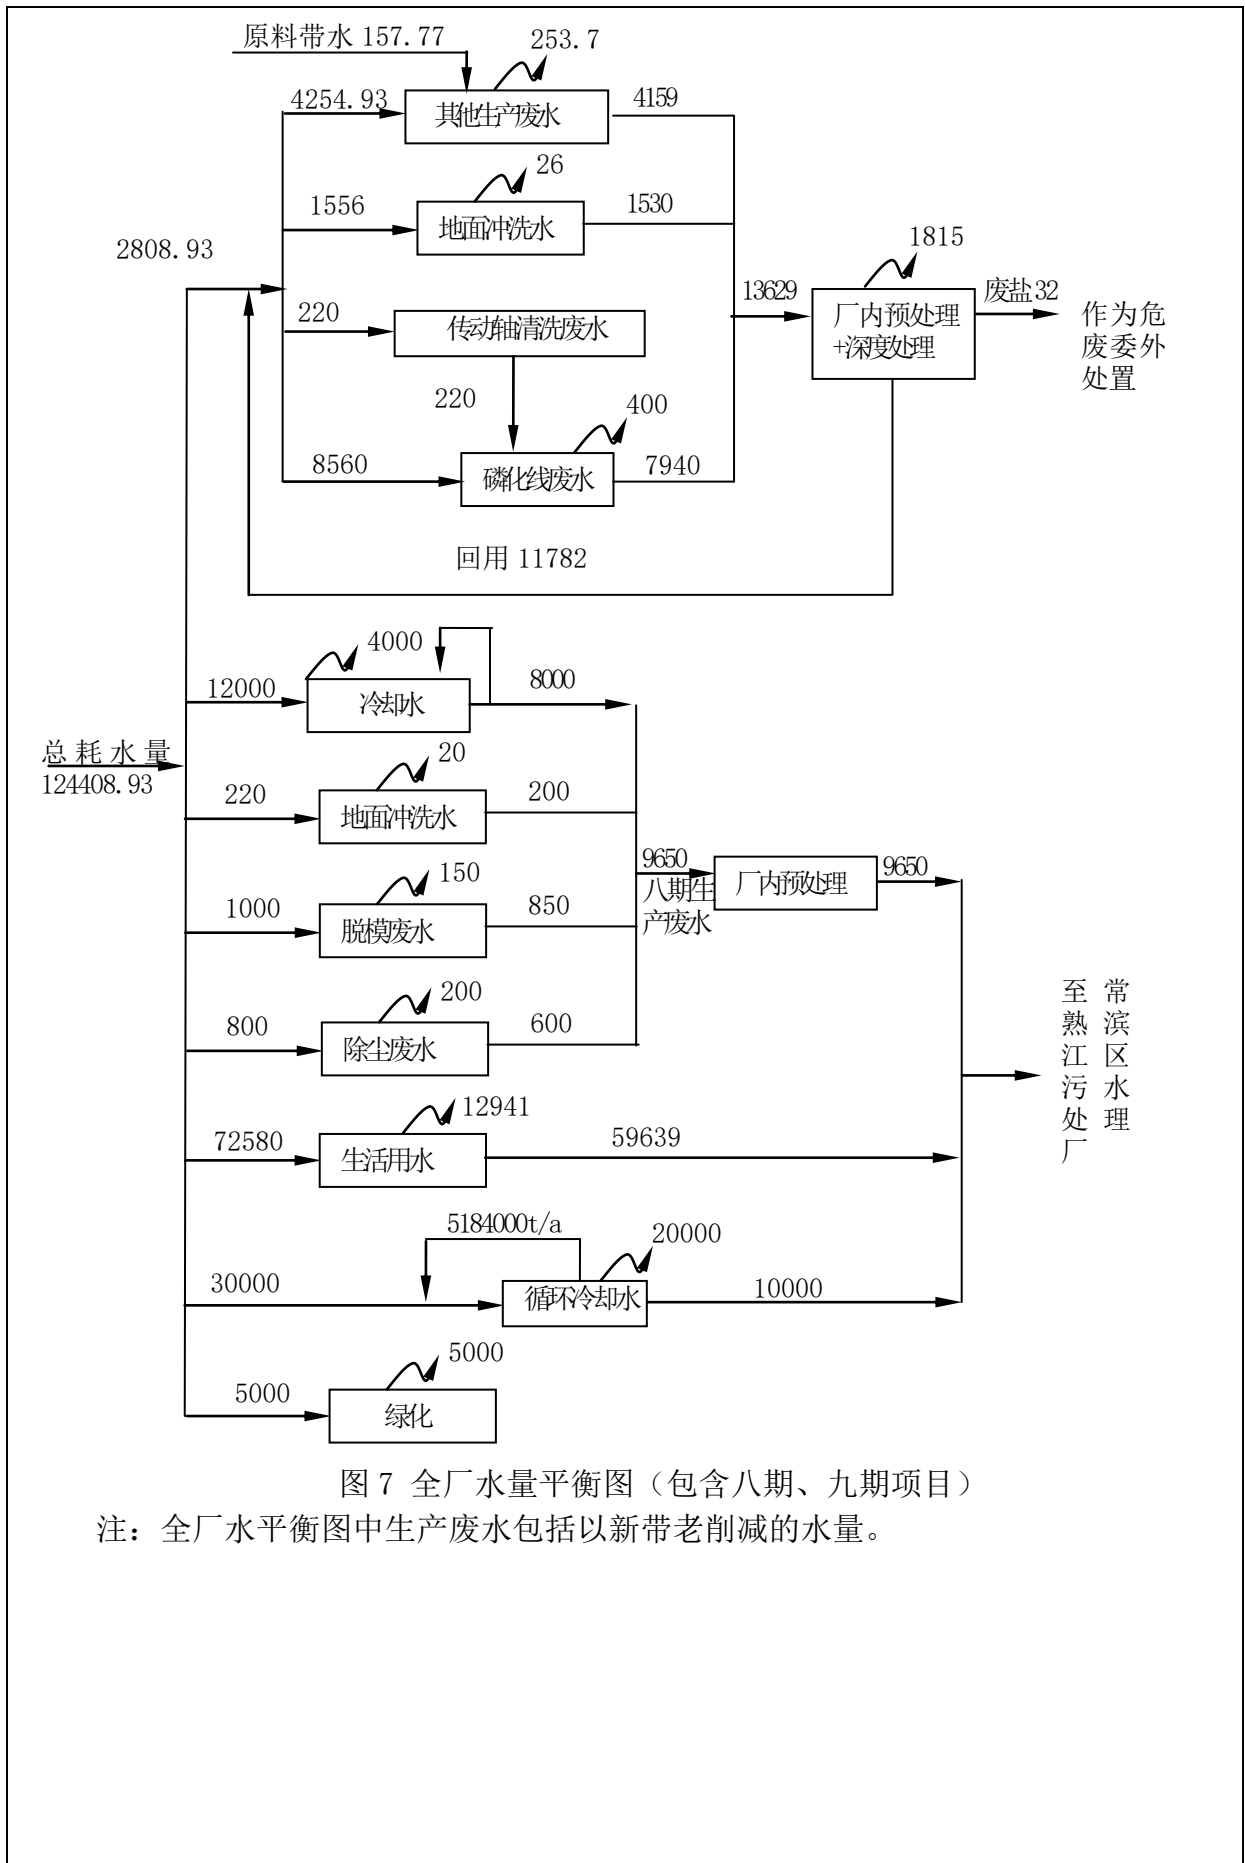 原料带水 157.77
253.7
4254.93
其他生产废水
4159
26
1556
地面冲洗水
1530
2808.93
1815
220
传动轴清洗废水
13629
厂内预处理
+深度处理
废盐32
作为危
废委外
处置
220
400
8560
磷化线废水
7940
回用 11782
4000
12000
冷却水
8000
总耗水量
124408.93
20
220
地面冲洗水
200
9650
八期生
产废水
厂内预处理
9650
150
1000
脱模废水
850
200
800
除尘废水
600
至 常
熟 滨
江 区
污 水
处 理
厂
12941
72580
生活用水
59639
5184000t/a
20000
30000
循环冷却水
10000
5000
5000
绿化
图 7 全厂水量平衡图（包含八期、九期项目）
注：全厂水平衡图中生产废水包括以新带老削减的水量。